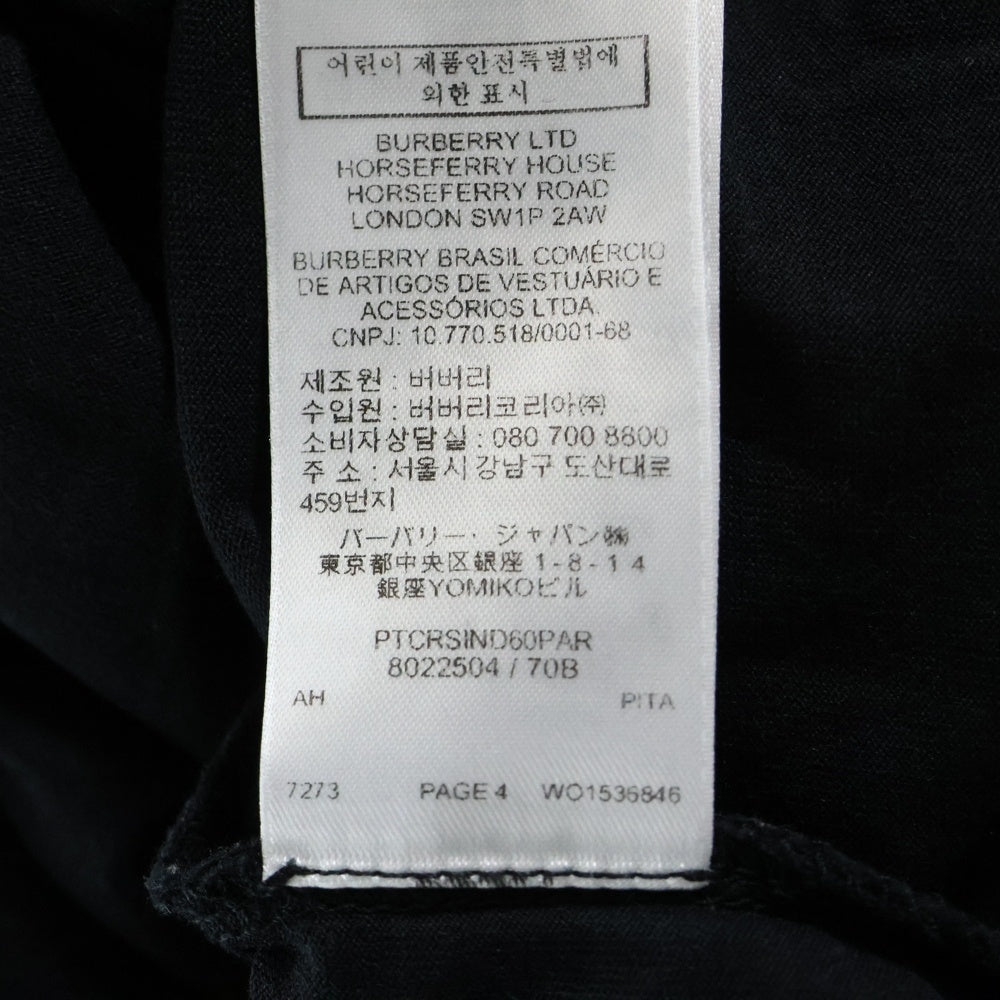 어린이 제품안전특별법에
의한 표시
BURBERRY LTD
HORSEFERRY HOUSE
HORSEFERRY ROAD
LONDON SW1P 2AW
BURBERRY BRASIL COMÉRCIO
DE ARTIGOS DE VESTUÁRIO E
ACESSÓRIOS LTDA.
CNPJ: 10.770.518/0001-68
제조원 : 버버리
수입원 : 버버리코리아㈜
소비자상담실 : 080 700 8800
주 소 : 서울시 강남구 도산대로
459번지
バーバリー・ジャパン㈱
東京都中央区銀座 1-8-14
銀座YOMIKOビル
PTCRSIND60PAR
8022504 / 70B
AH PITA
7273 PAGE 4 WO1536846